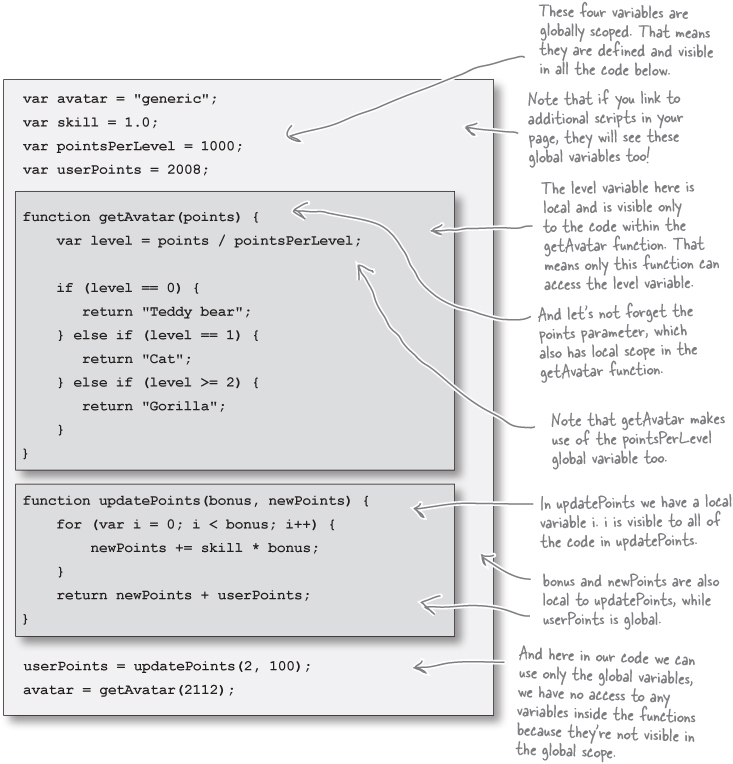 These four variables are
globally scoped. That means
they are defined and visible
in all the code below.
var avatar = "generic";
var skill = 1.0;
var pointsPerLevel = 1000;
var userPoints = 2008;
Note that if you link to
additional scripts in your
page, they will see these
global variables too!
function getAvatar(points) {
var level = points / pointsPerLevel;
if (level == 0) {
return "Teddy bear";
} else if (level == 1) {
return "Cat";
} else if (level >= 2) {
return "Gorilla";
}
}
The level variable here is
local and is visible only
to the code within the
getAvatar function. That
means only this function can
access the level variable.
And let's not forget the
points parameter, which
also has local scope in the
getAvatar function.
Note that getAvatar makes
use of the pointsPerLevel
global variable too.
function updatePoints(bonus, newPoints) {
for (var i = 0; i < bonus; i++) {
newPoints += skill * bonus;
}
return newPoints + userPoints;
}
In updatePoints we have a local
variable i. i is visible to all of
the code in updatePoints.
bonus and newPoints are also
local to updatePoints, while
userPoints is global.
userPoints = updatePoints(2, 100);
avatar = getAvatar(2112);
And here in our code we can
use only the global variables,
we have no access to any
variables inside the functions
because they're not visible in
the global scope.